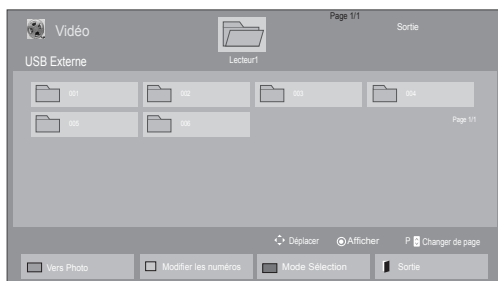 Page 1/1
Vidéo
Sortie
USB Externe
Lecteur1
001 002 003 004
005 006
Page 1/1
Déplacer Afficher P Changer de page
Vers Photo Modifier les numéros Mode Sélection Sortie